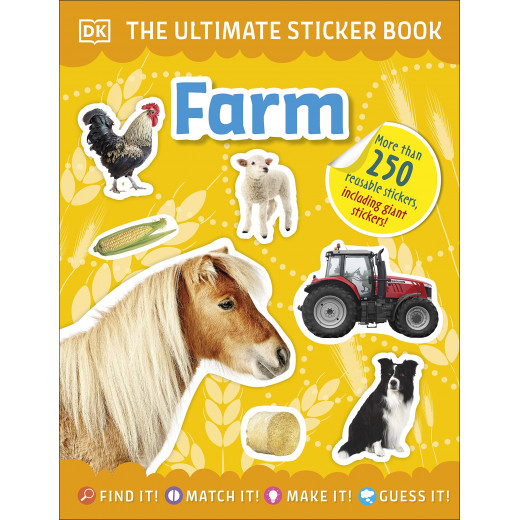 DK THE ULTIMATE STICKER BOOK
Farm
More than
250
reusable stickers,
including giant
stickers!
FIND IT! MATCH IT! MAKE IT! GUESS IT!